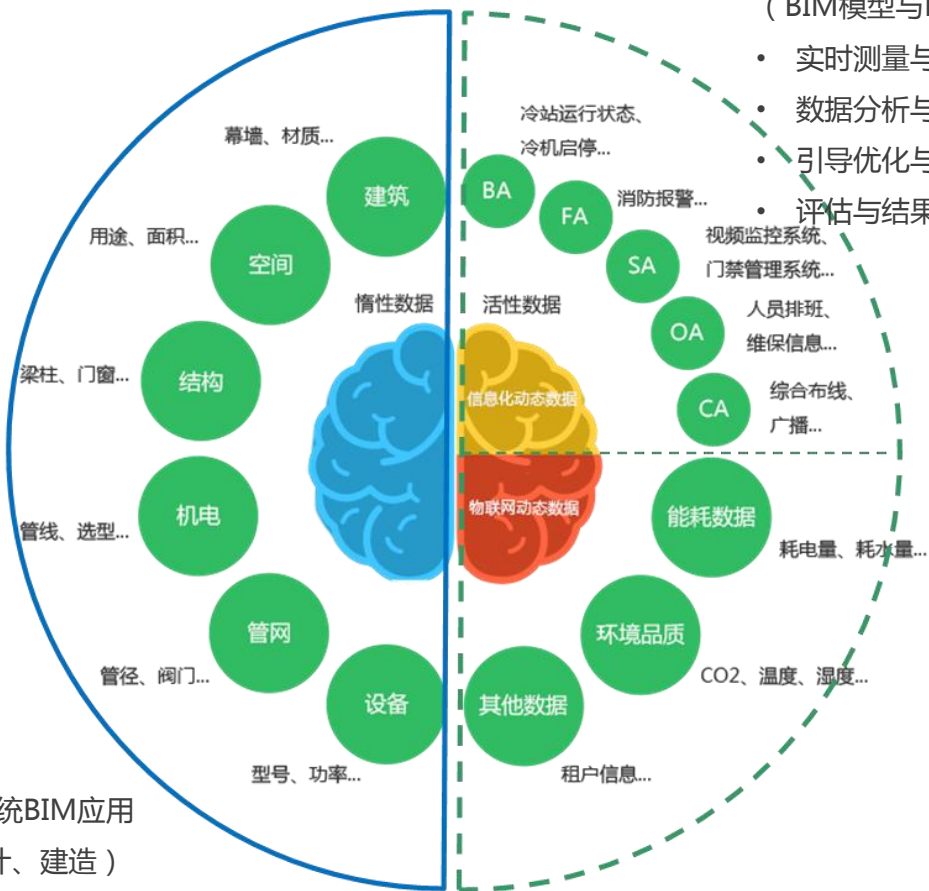 （BIM模型与
• 实时测量与
• 数据分析与
• 引导优化与
• 评估与结果
冷站运行状态、
冷机启停...
幕墙、材质...
建筑
BA
FA
消防报警...
用途、面积...
空间
SA
视频监控系统、
门禁管理系统...
惰性数据
活性数据
OA
人员排班、
维保信息...
梁柱、门窗...
结构
信息化动态数据
CA
综合布线、
广播...
机电
物联网动态数据
能耗数据
管线、选型...
耗电量、耗水量...
管网
环境品质
管径、阀门...
CO2、温度、湿度...
设备
其他数据
型号、功率...
租户信息...
统BIM应用
计、建造）